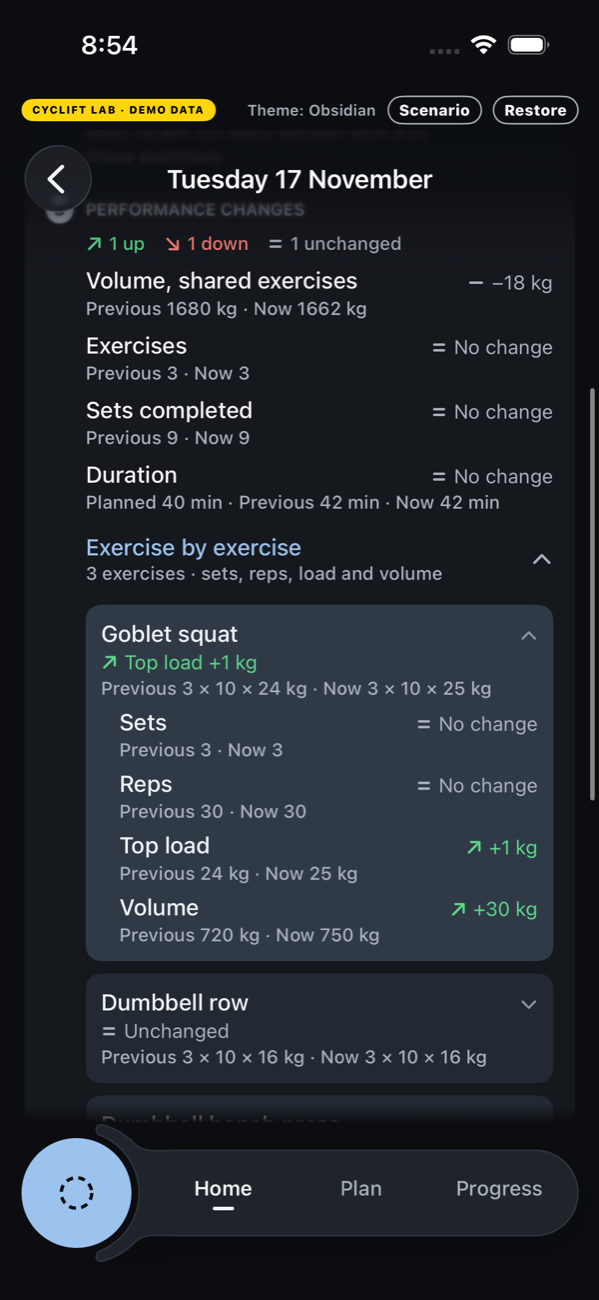 8:54
CYCLIFT LAB · DEMO DATA
Theme: Obsidian
Scenario
Restore
Tuesday 17 November
PERFORMANCE CHANGES
↗ 1 up ↘ 1 down = 1 unchanged
Volume, shared exercises
— −18 kg
Previous 1680 kg · Now 1662 kg
Exercises
= No change
Previous 3 · Now 3
Sets completed
= No change
Previous 9 · Now 9
Duration
= No change
Planned 40 min · Previous 42 min · Now 42 min
Exercise by exercise
3 exercises · sets, reps, load and volume
Goblet squat
↗ Top load +1 kg
Previous 3 × 10 × 24 kg · Now 3 × 10 × 25 kg
Sets
= No change
Previous 3 · Now 3
Reps
= No change
Previous 30 · Now 30
Top load
↗ +1 kg
Previous 24 kg · Now 25 kg
Volume
↗ +30 kg
Previous 720 kg · Now 750 kg
Dumbbell row
= Unchanged
Previous 3 × 10 × 16 kg · Now 3 × 10 × 16 kg
Dumbbell bench press
Home
Plan
Progress